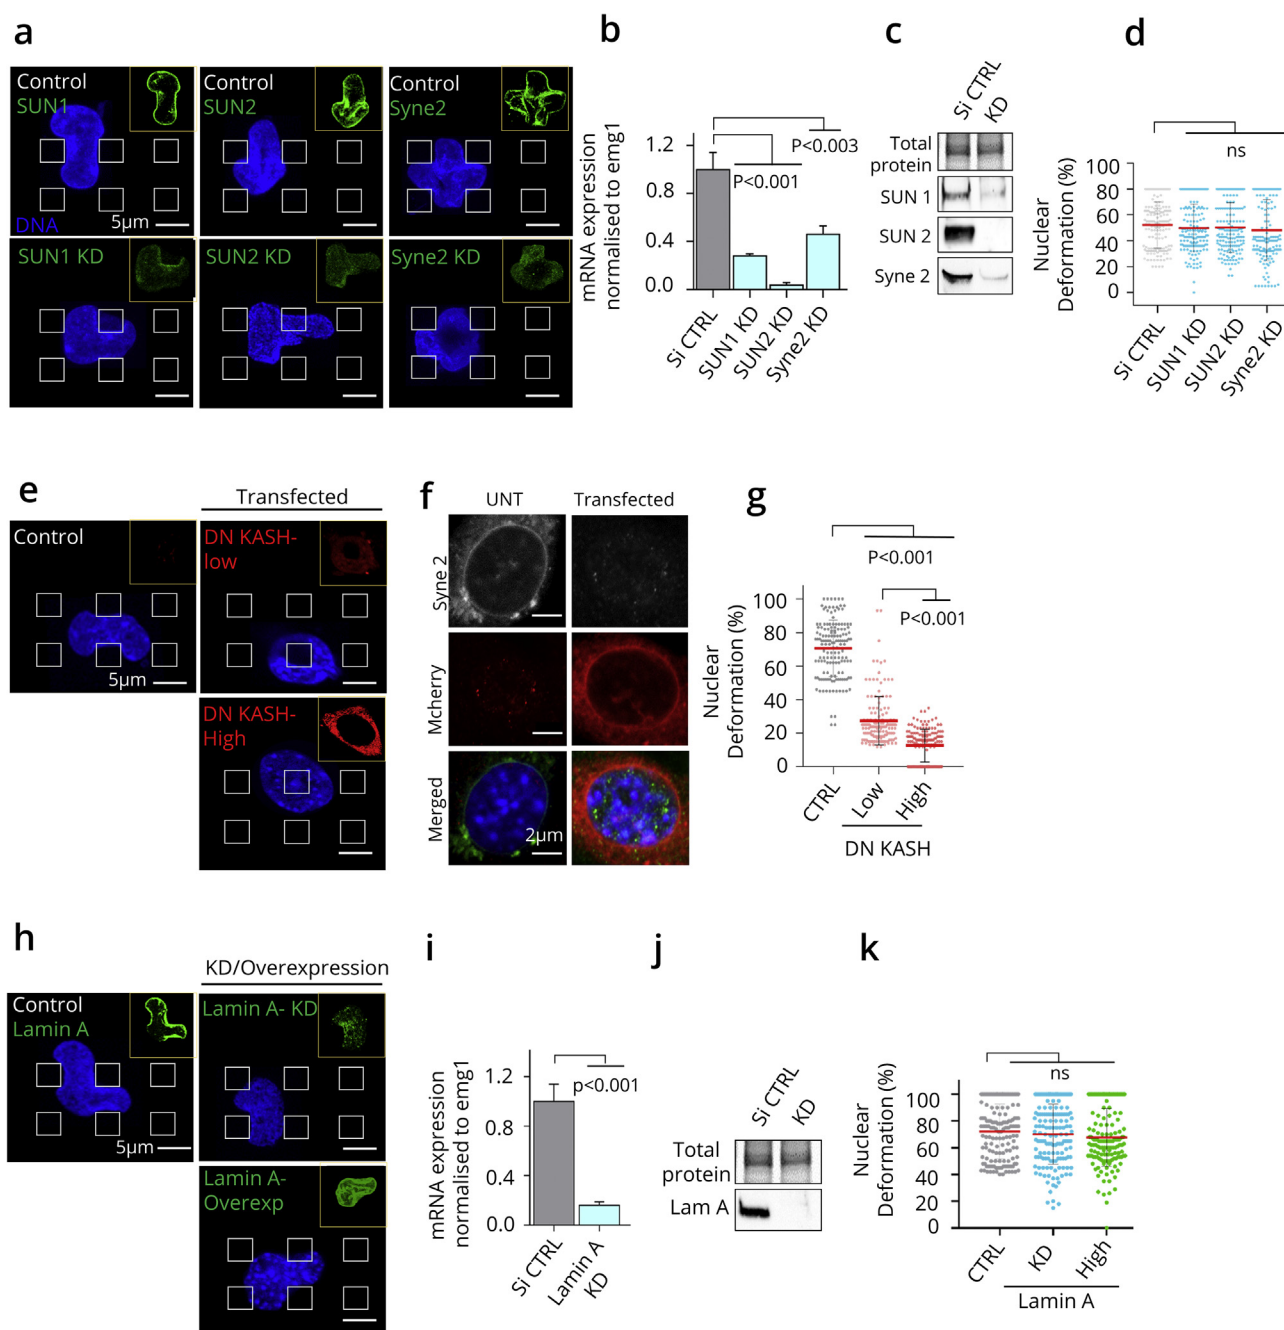 a
Control
SUN1
DNA
5µm
Control
SUN2
Control
Syne2
SUN1 KD
SUN2 KD
Syne2 KD
b
mRNA expression
normalised to emg1
1.2
0.8
0.4
0.0
P<0.003
P<0.001
Si CTRL
SUN1 KD
SUN2 KD
Syne2 KD
c
Si CTRL
KD
Total
protein
SUN 1
SUN 2
Syne 2
d
ns
Nuclear
Deformation (%)
100
80
60
40
20
0
Si CTRL
SUN1 KD
SUN2 KD
Syne2 KD
e
Transfected
Control
5µm
DN KASH-
low
DN KASH-
High
f
UNT
Transfected
Syne 2
Mcherry
Merged
2µm
g
P<0.001
P<0.001
Nuclear
Deformation (%)
100
80
60
40
20
0
CTRL
Low
High
DN KASH
h
KD/Overexpression
Control
Lamin A
5µm
Lamin A- KD
Lamin A-
Overexp
i
mRNA expression
normalised to emg1
1.2
0.8
0.4
0.0
p<0.001
Si CTRL
Lamin A
KD
j
Si CTRL
KD
Total
protein
Lam A
k
ns
Nuclear
Deformation (%)
100
80
60
40
20
0
CTRL
KD
High
Lamin A